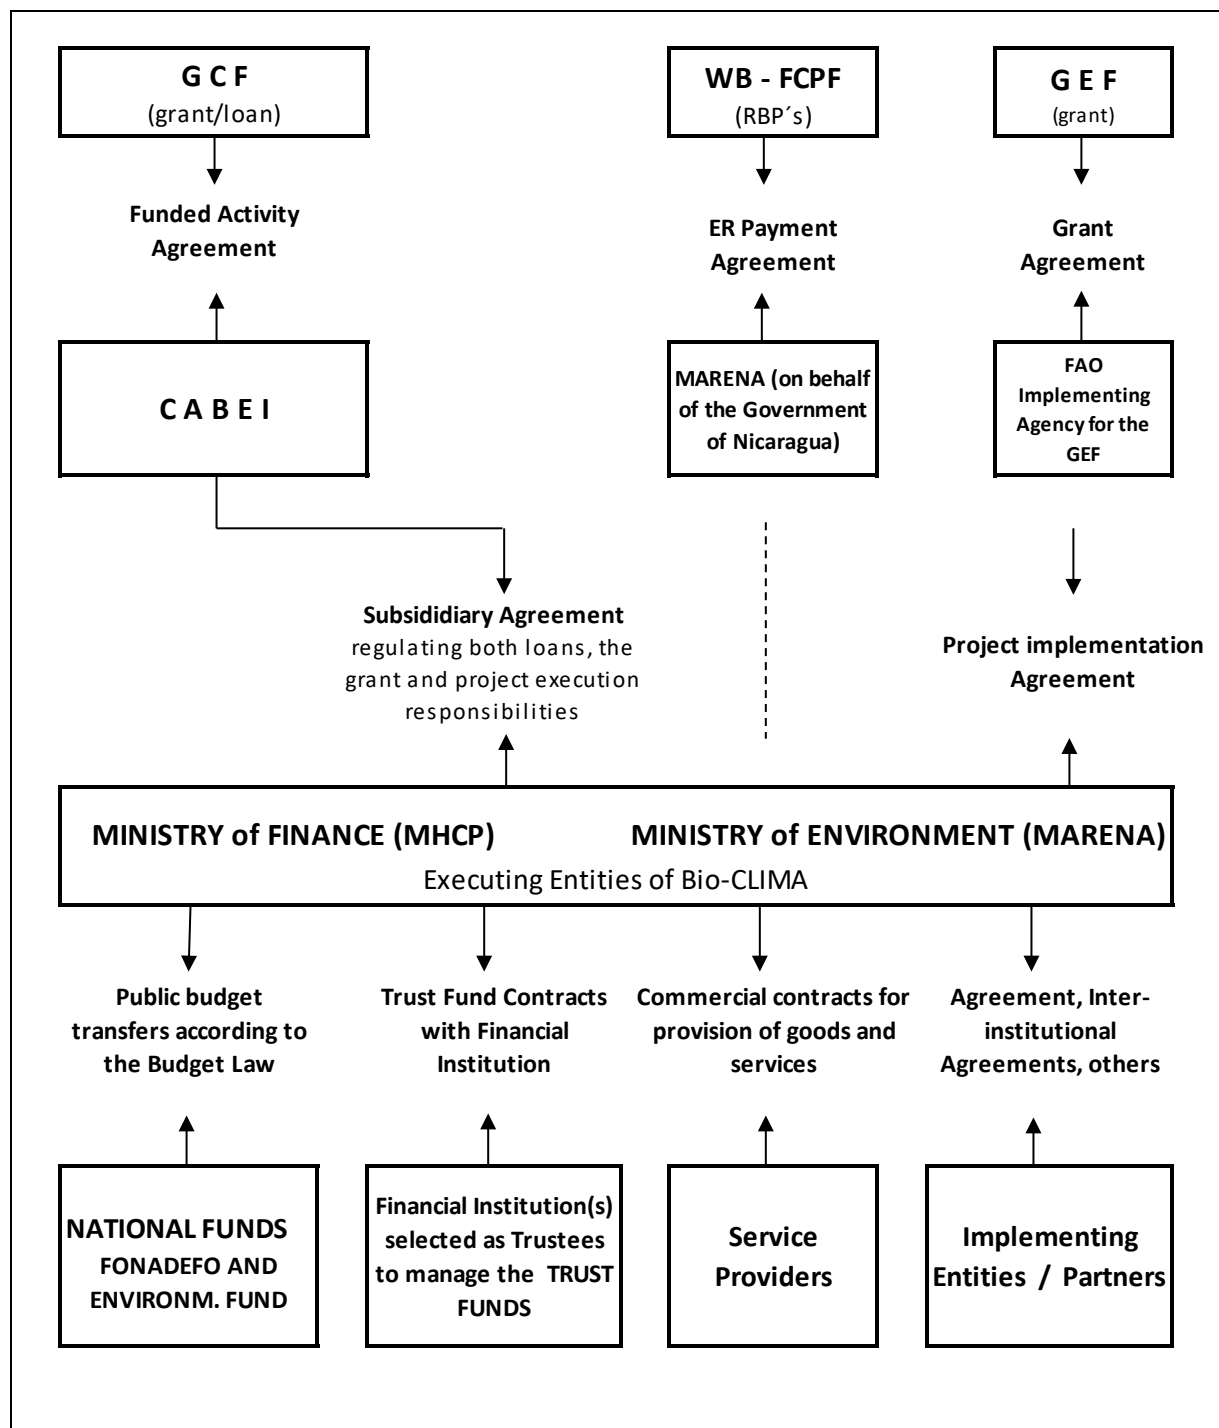 G C F
(grant/loan)
WB - FCPF
(RBP´s)
G E F
(grant)
Funded Activity
Agreement
ER Payment
Agreement
Grant
Agreement
C A B E I
MARENA (on behalf
of the Government
of Nicaragua)
FAO
Implementing
Agency for the
GEF
Subsididiary Agreement
regulating both loans, the
grant and project execution
responsibilities
Project implementation
Agreement
MINISTRY of FINANCE (MHCP)
MINISTRY of ENVIRONMENT (MARENA)
Executing Entities of Bio-CLIMA
Public budget
transfers according to
the Budget Law
Trust Fund Contracts
with Financial
Institution
Commercial contracts for
provision of goods and
services
Agreement, Inter-
institutional
Agreements, others
NATIONAL FUNDS
FONADEFO AND
ENVIRONM. FUND
Financial Institution(s)
selected as Trustees
to manage the TRUST
FUNDS
Service
Providers
Implementing
Entities / Partners